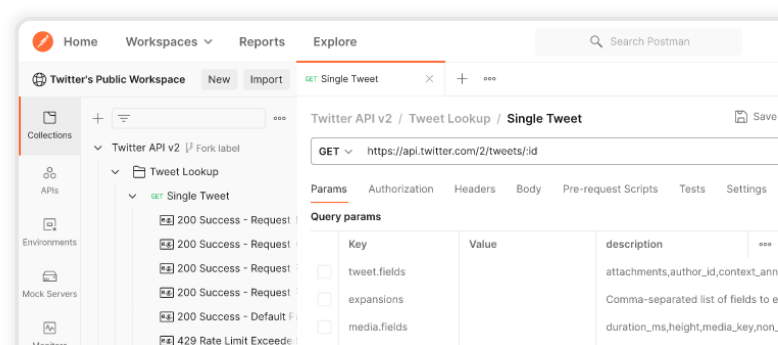 Home Workspaces Reports Explore Search Postman
Twitter's Public Workspace New Import GET Single Tweet
Collections
APIs
Environments
Mock Servers
Monitors
Twitter API v2 Fork label
Tweet Lookup
GET Single Tweet
200 Success - Request
200 Success - Request
200 Success - Request
200 Success - Request
200 Success - Default
429 Rate Limit Exceede
Twitter API v2 / Tweet Lookup / Single Tweet Save
GET https://api.twitter.com/2/tweets/:id
Params Authorization Headers Body Pre-request Scripts Tests Settings
Query params
Key Value description
tweet.fields attachments,author_id,context_ann
expansions Comma-separated list of fields to e
media.fields duration_ms,height,media_key,non_